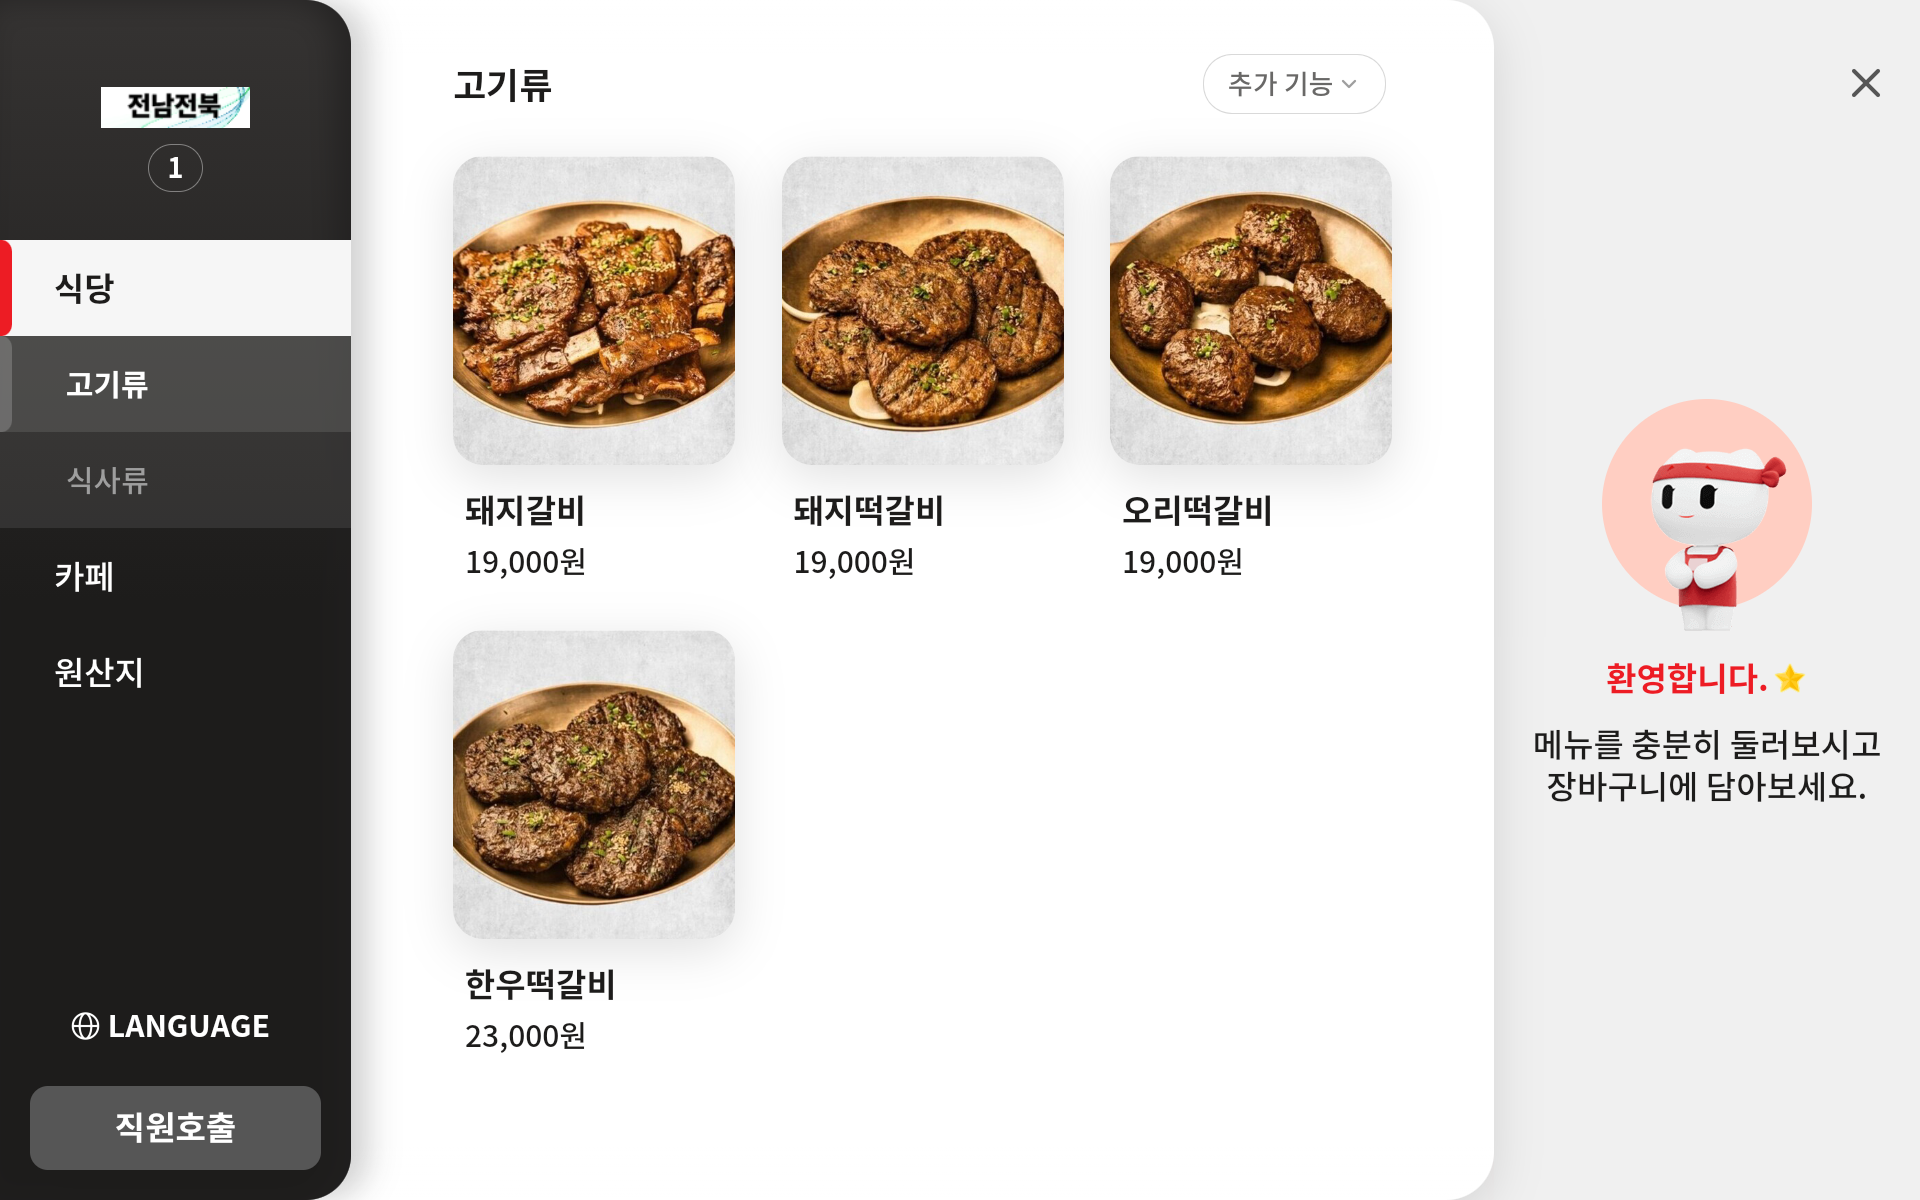 전남전북
1
식당
고기류
식사류
카페
원산지
LANGUAGE
직원호출
고기류
추가 기능
돼지갈비
19,000원
돼지떡갈비
19,000원
오리떡갈비
19,000원
한우떡갈비
23,000원
환영합니다.
메뉴를 충분히 둘러보시고
장바구니에 담아보세요.